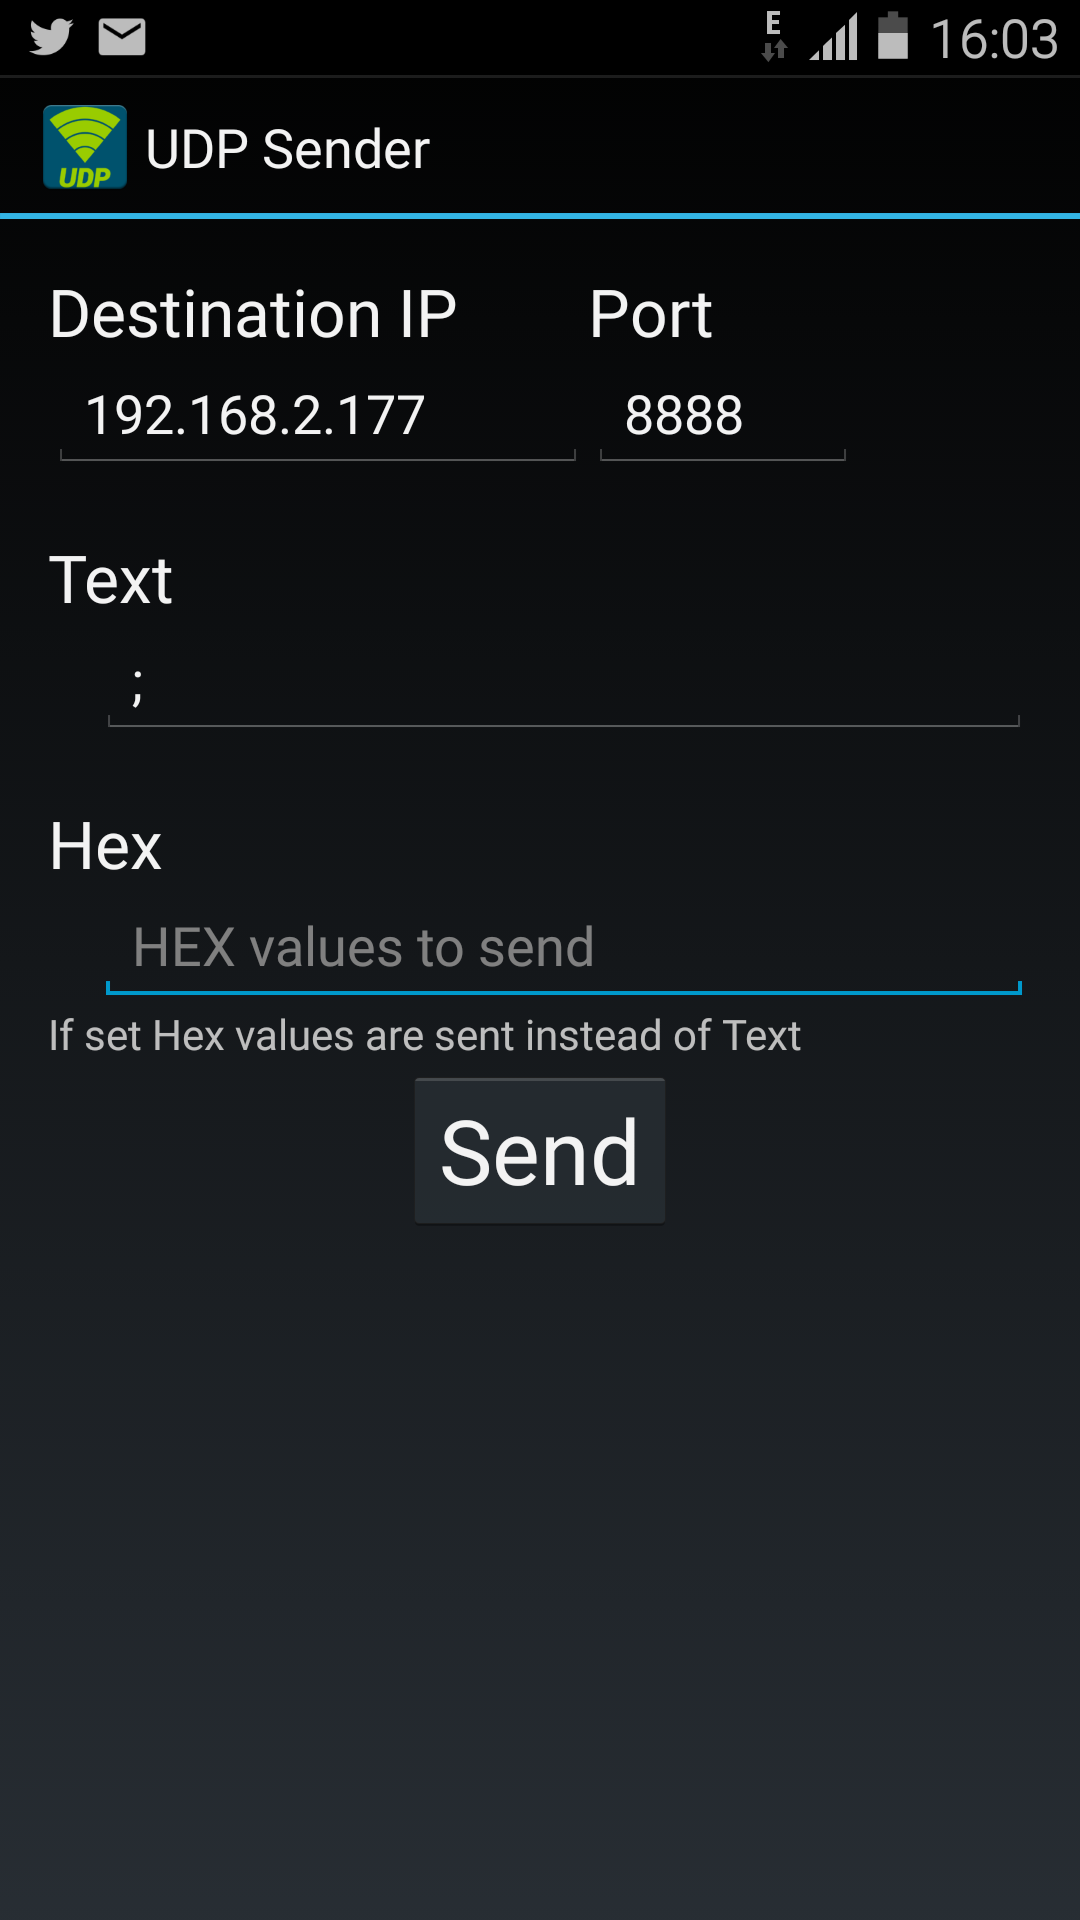 E
16:03
UDP
UDP Sender
Destination IP
Port
192.168.2.177
8888
Text
;
Hex
HEX values to send
If set Hex values are sent instead of Text
Send